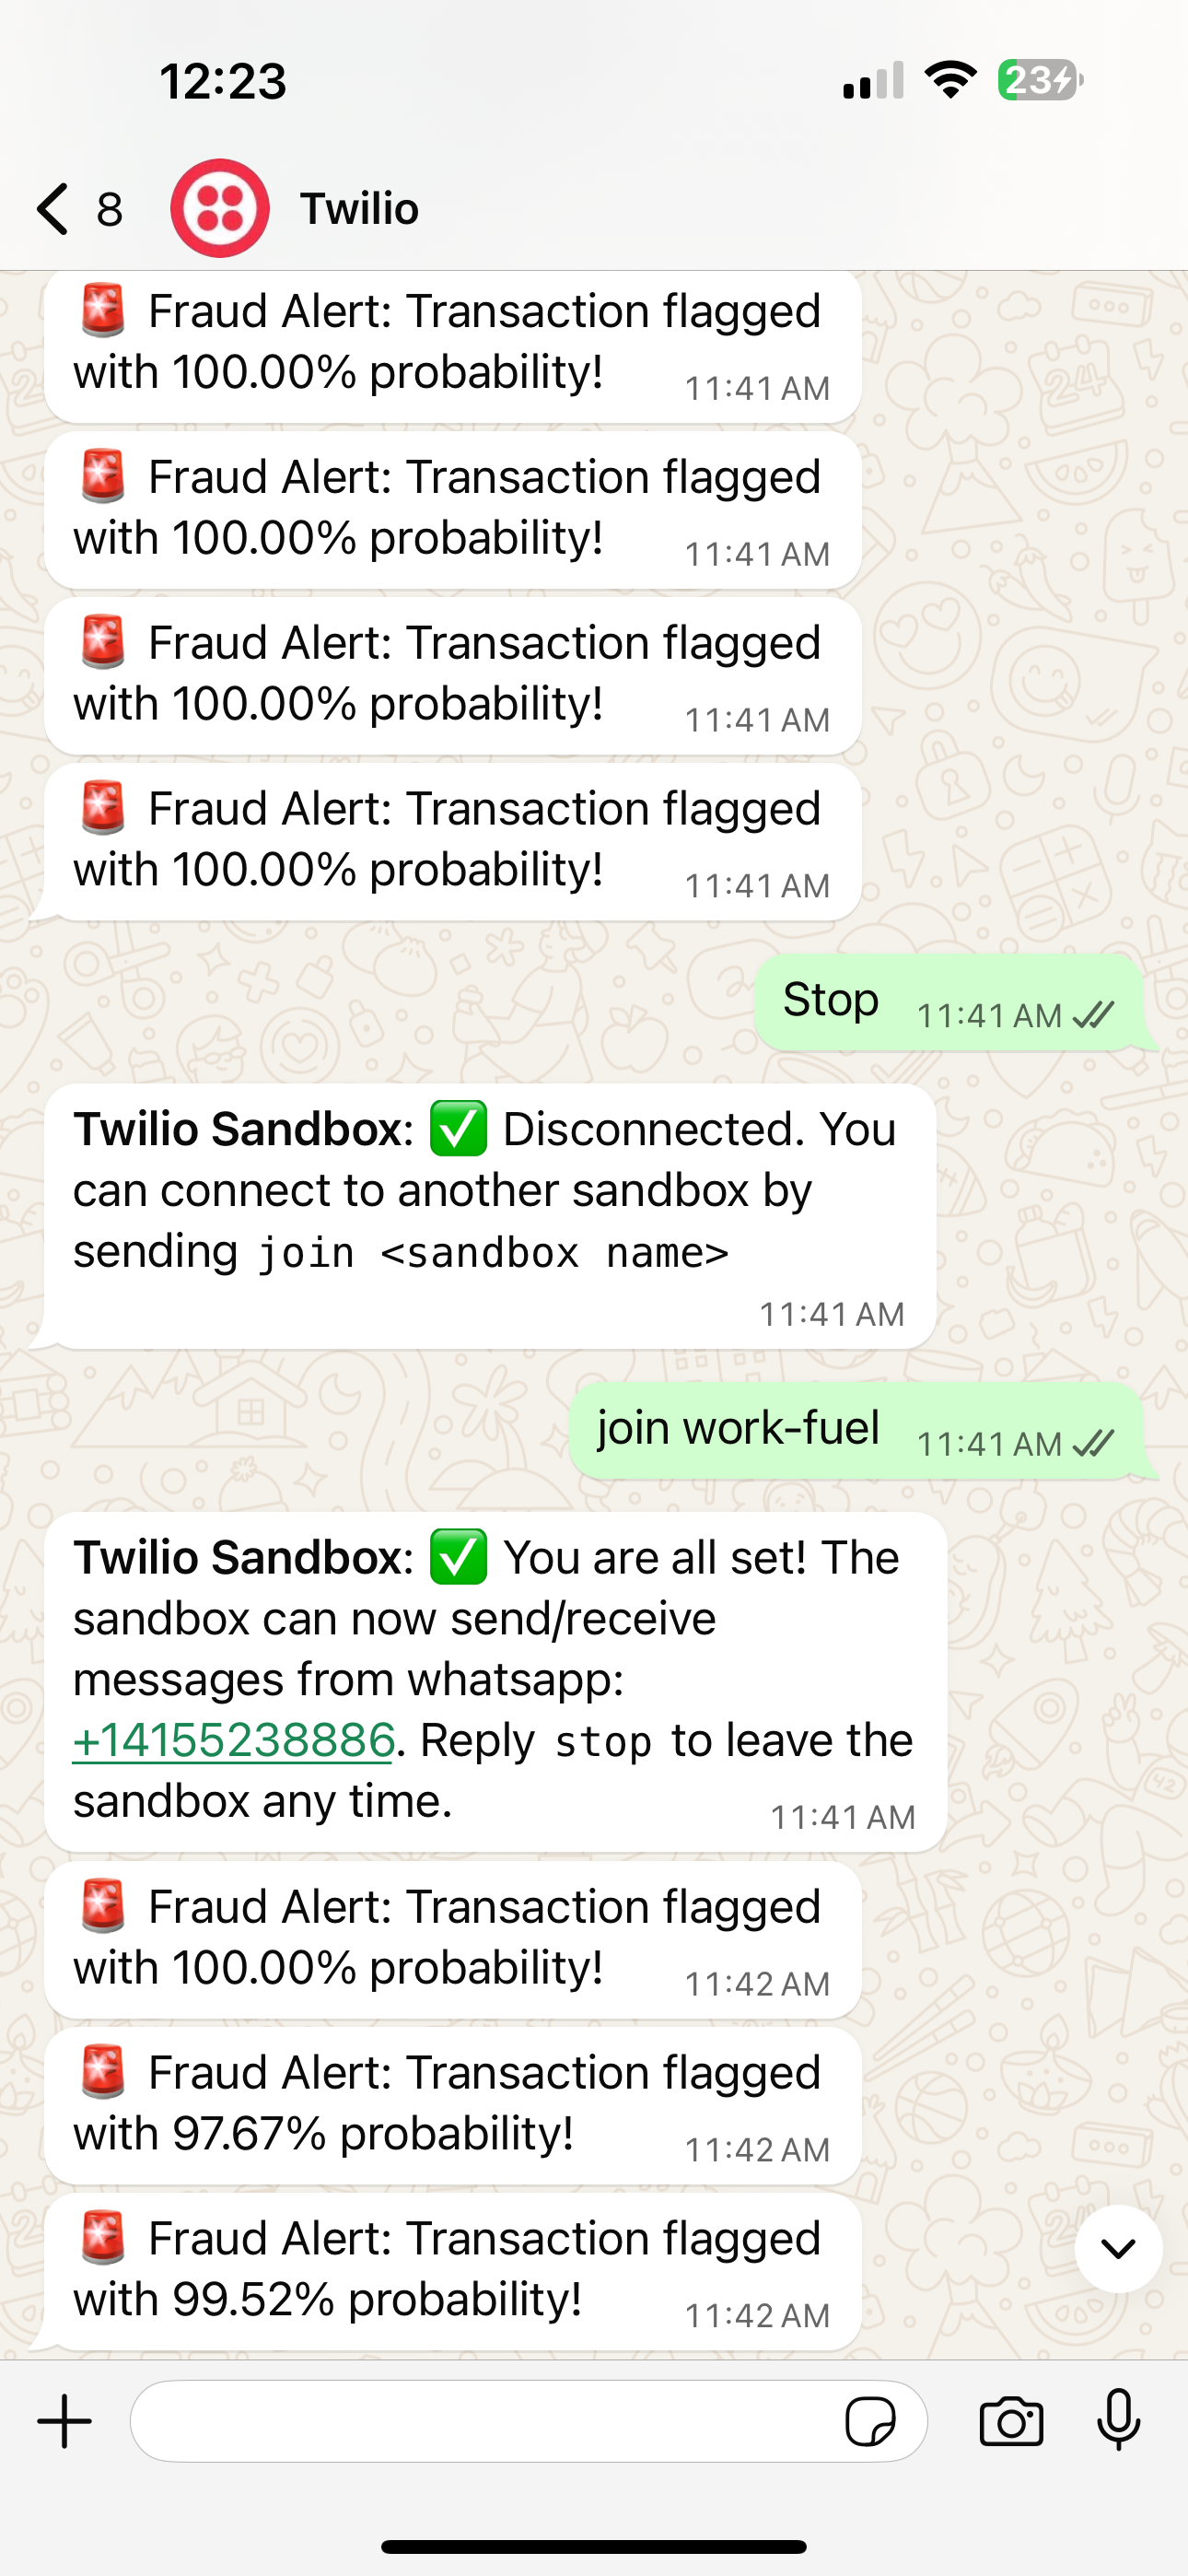 12:23
23
8 Twilio
🚨 Fraud Alert: Transaction flagged
with 100.00% probability!
11:41 AM
🚨 Fraud Alert: Transaction flagged
with 100.00% probability!
11:41 AM
🚨 Fraud Alert: Transaction flagged
with 100.00% probability!
11:41 AM
🚨 Fraud Alert: Transaction flagged
with 100.00% probability!
11:41 AM
Stop
11:41 AM
Twilio Sandbox: ✅ Disconnected. You
can connect to another sandbox by
sending join <sandbox name>
11:41 AM
join work-fuel
11:41 AM
Twilio Sandbox: ✅ You are all set! The
sandbox can now send/receive
messages from whatsapp:
+14155238886. Reply stop to leave the
sandbox any time.
11:41 AM
🚨 Fraud Alert: Transaction flagged
with 100.00% probability!
11:42 AM
🚨 Fraud Alert: Transaction flagged
with 97.67% probability!
11:42 AM
🚨 Fraud Alert: Transaction flagged
with 99.52% probability!
11:42 AM